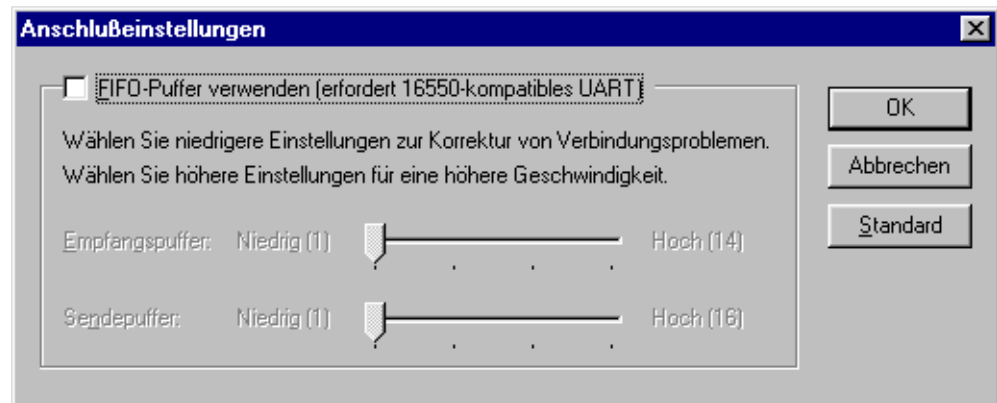 Anschlußeinstellungen
FIFO-Puffer verwenden (erfordert 16550-kompatibles UART)
Wählen Sie niedrigere Einstellungen zur Korrektur von Verbindungsproblemen.
Wählen Sie höhere Einstellungen für eine höhere Geschwindigkeit.
Empfangspuffer: Niedrig (1) Hoch (14)
Sendepuffer: Niedrig (1) Hoch (16)
OK
Abbrechen
Standard